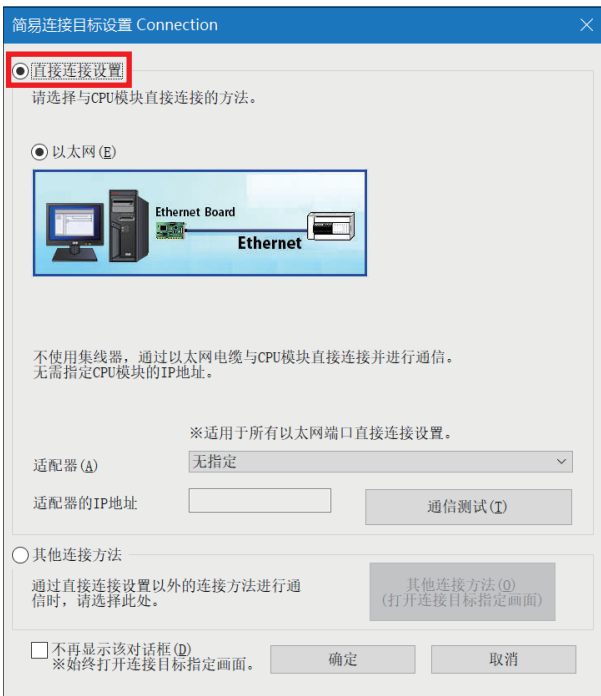 简易连接目标设置 Connection
直接连接设置
请选择与CPU模块直接连接的方法。
以太网(E)
Ethernet Board
Ethernet
不使用集线器，通过以太网电缆与CPU模块直接连接并进行通信。
无需指定CPU模块的IP地址。
※适用于所有以太网端口直接连接设置。
适配器(A)
无指定
适配器的IP地址
通信测试(T)
其他连接方法
通过直接连接设置以外的连接方法进行通
信时，请选择此处。
其他连接方法(O)
(打开连接目标指定画面)
不再显示该对话框(D)
※始终打开连接目标指定画面。
确定
取消